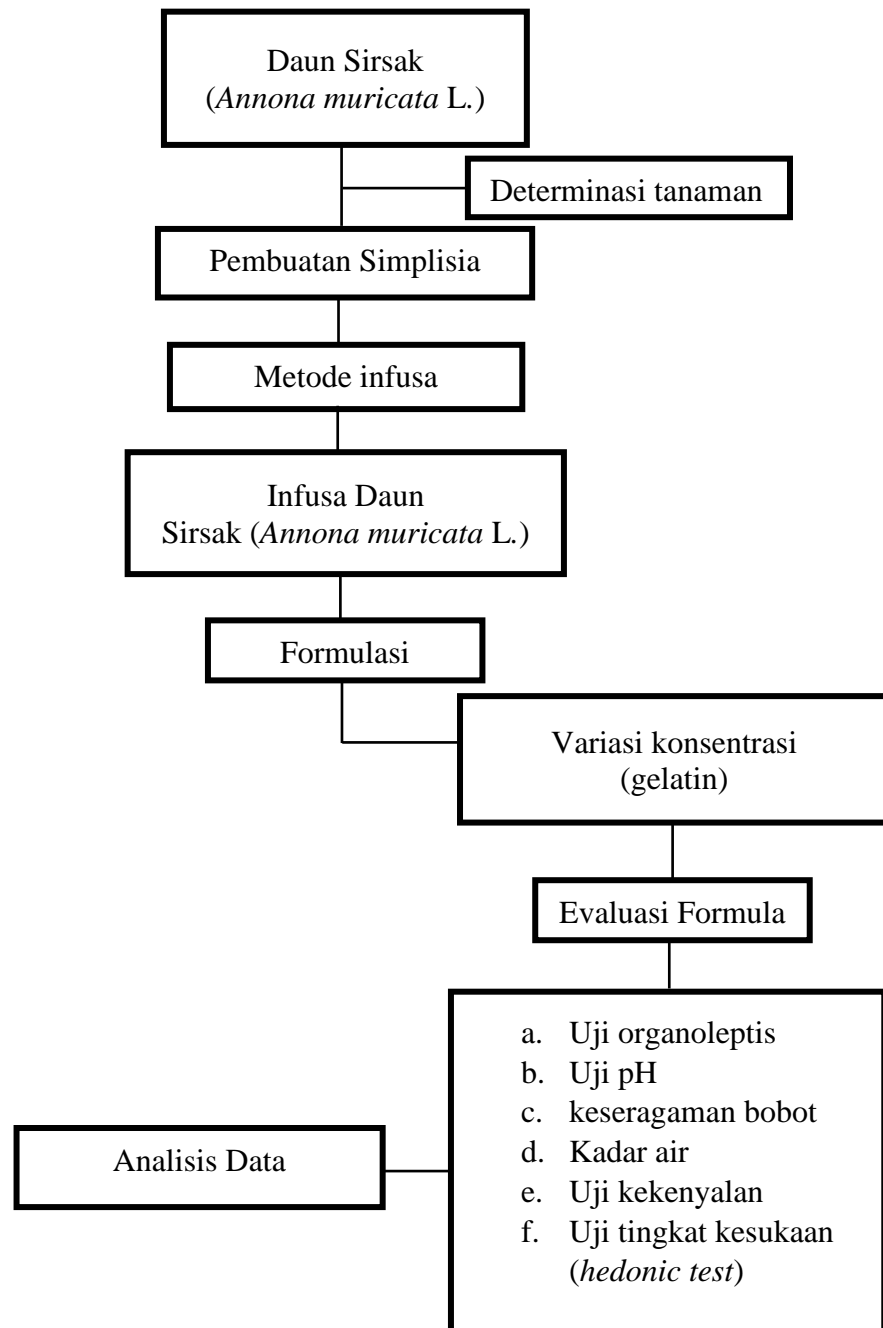 Daun Sirsak
(Annona muricata L.)
Determinasi tanaman
Pembuatan Simplisia
Metode infusa
Infusa Daun
Sirsak (Annona muricata L.)
Formulasi
Variasi konsentrasi
(gelatin)
Evaluasi Formula
a. Uji organoleptis
b. Uji pH
c. keseragaman bobot
d. Kadar air
e. Uji kekenyalan
f. Uji tingkat kesukaan
(hedonic test)
Analisis Data